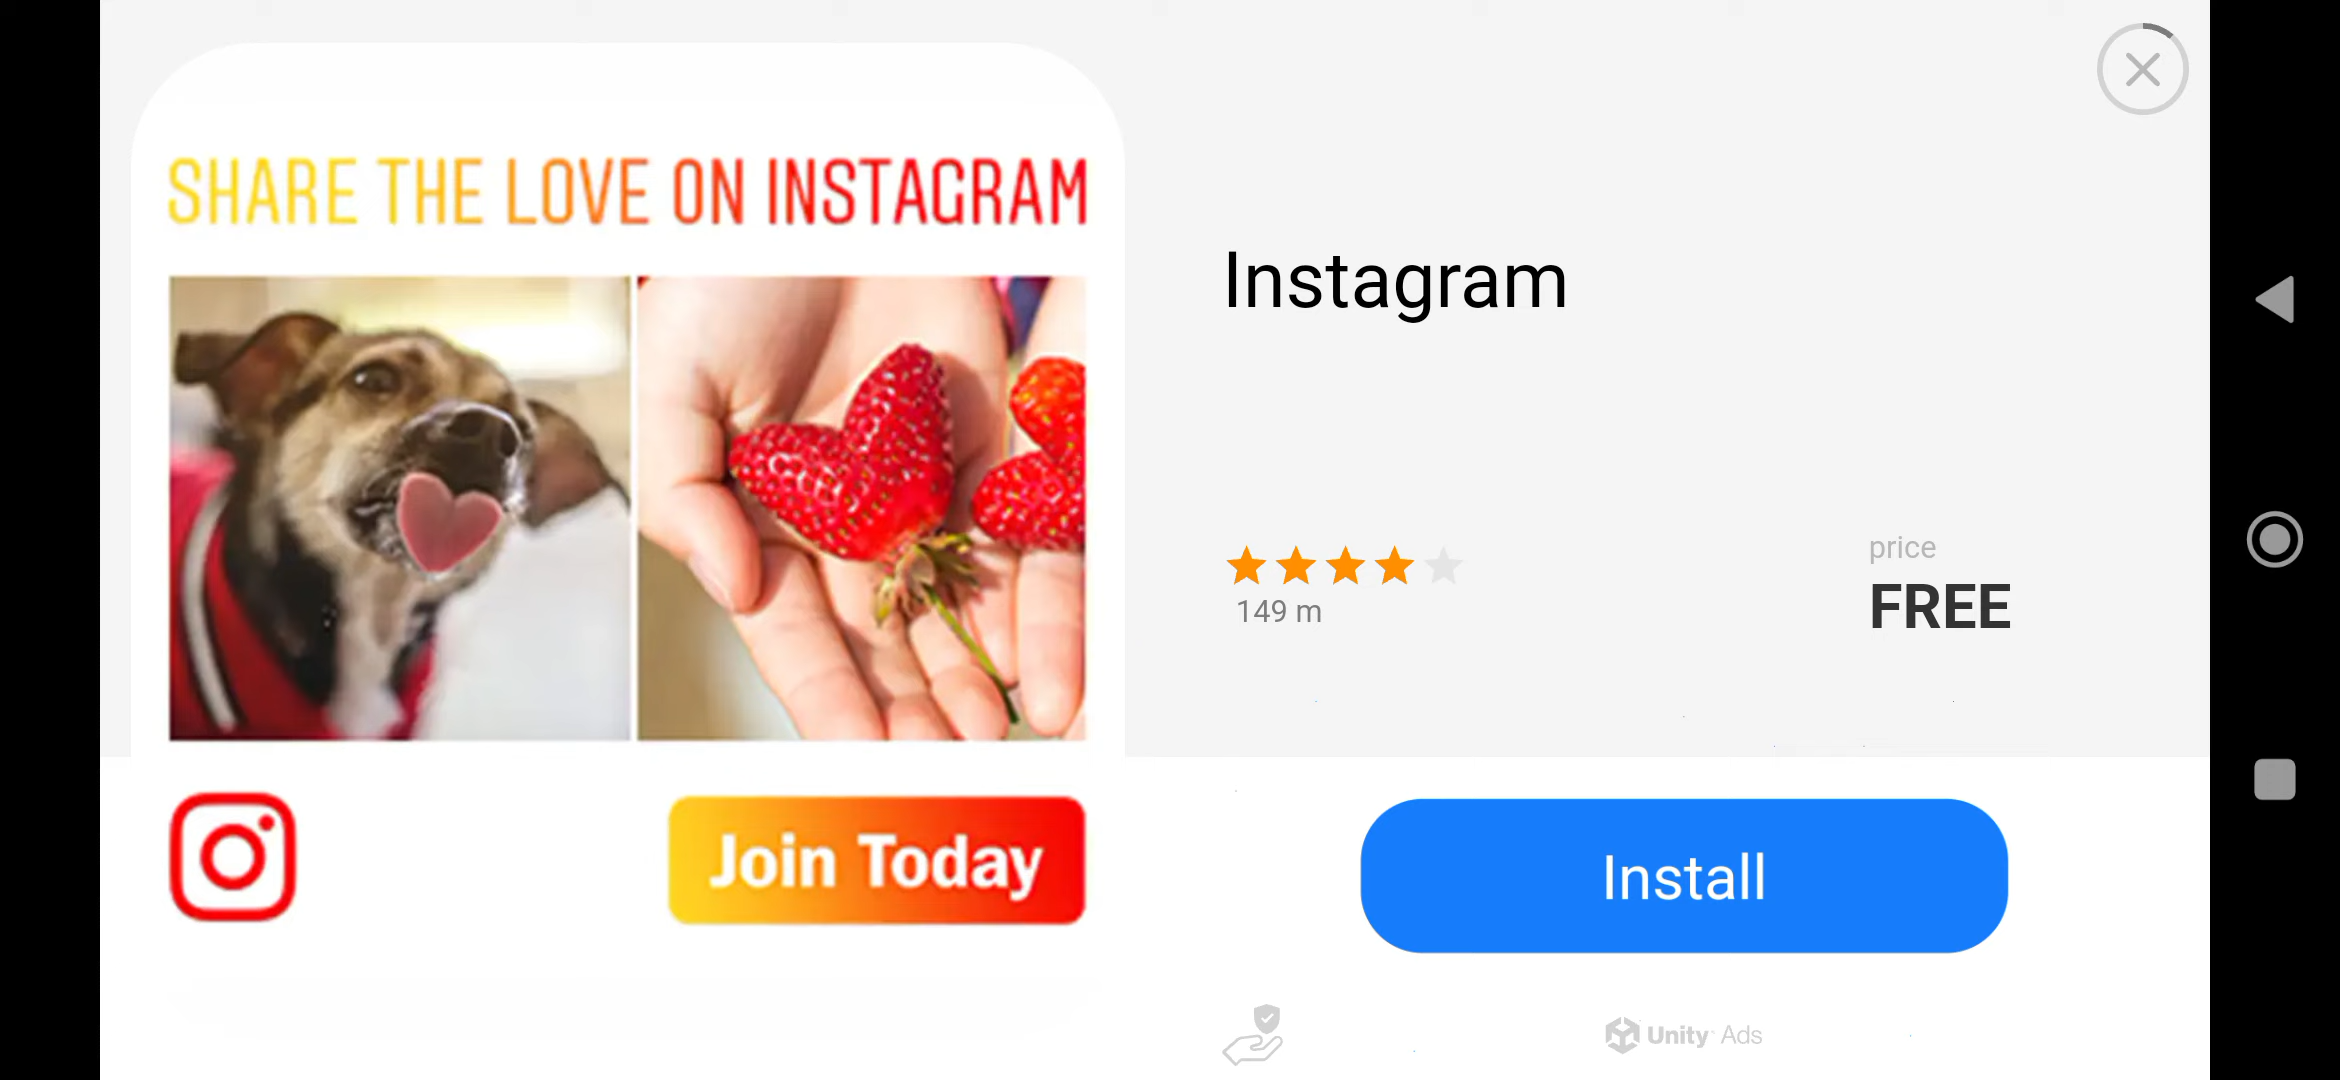 SHARE THE LOVE ON INSTAGRAM
Join Today
Instagram
149 m
price
FREE
Install
Unity Ads